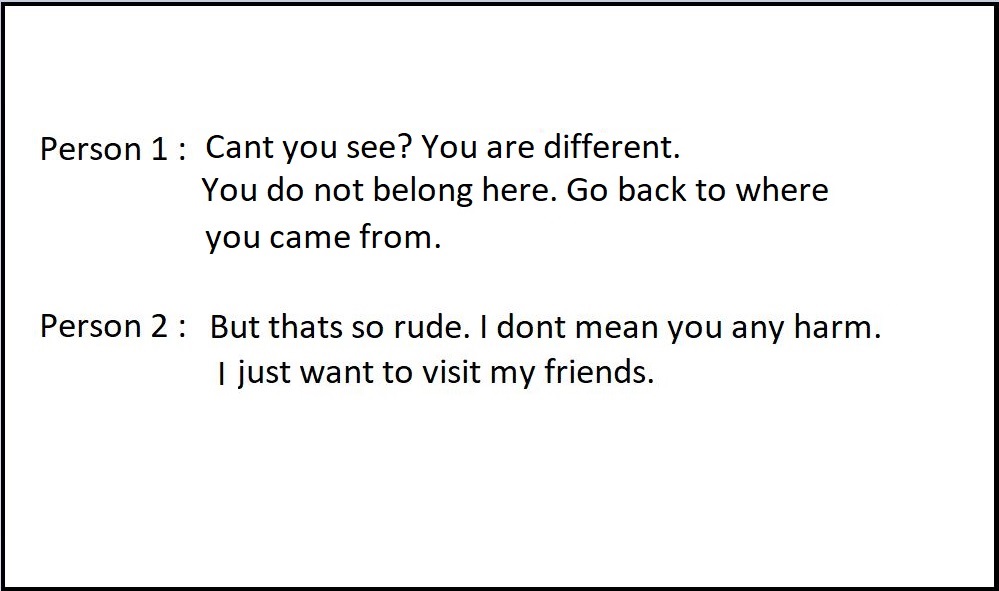 Person 1 : Cant you see? You are different.
You do not belong here. Go back to where
you came from.
Person 2 : But thats so rude. I dont mean you any harm.
I just want to visit my friends.